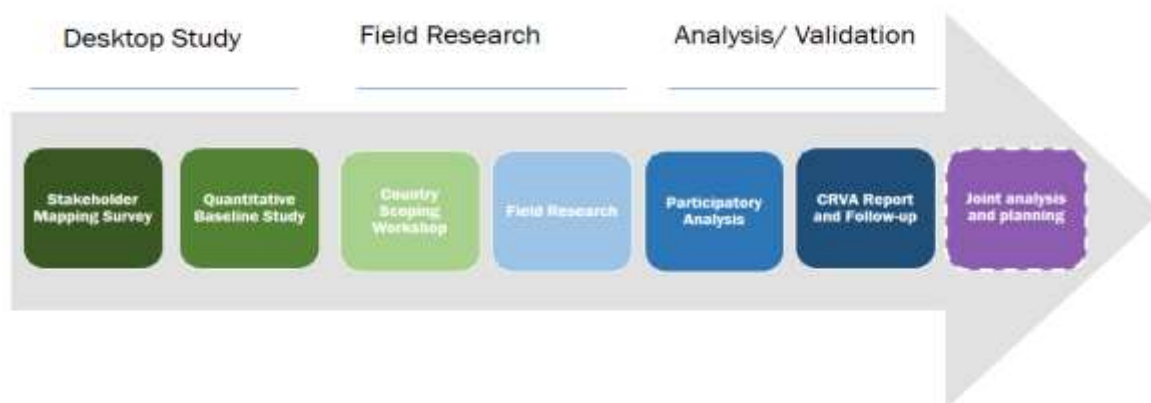 Desktop Study
Field Research
Analysis/ Validation
Stakeholder
Mapping Survey
Quantitative
Baseline Study
Country
Scoping
Workshop
Field Research
Participatory
Analysis
CRVA Report
and Follow-up
Joint analysis
and planning